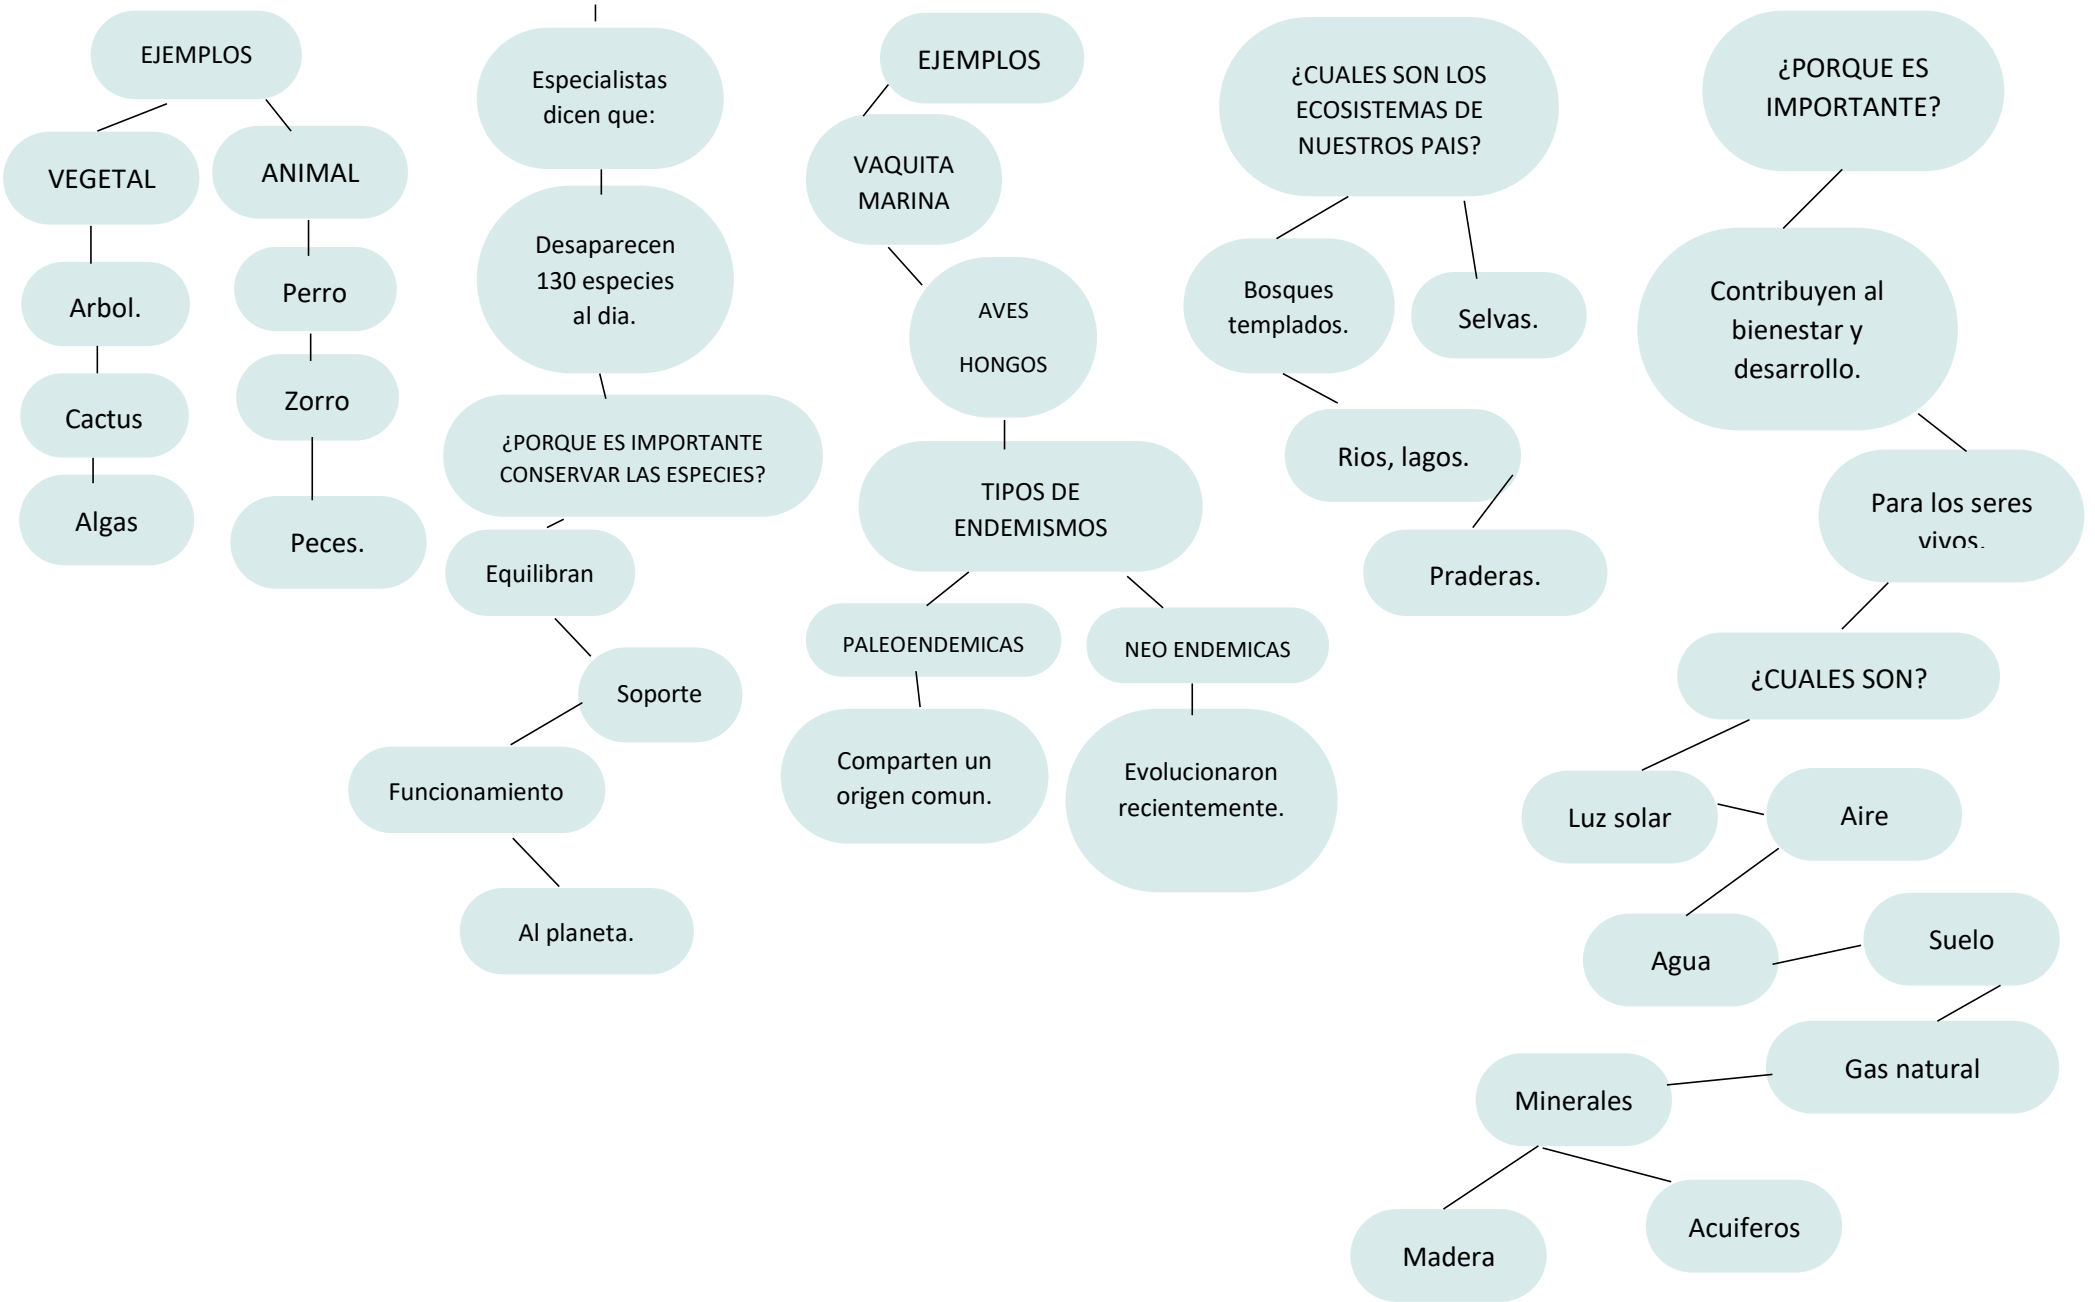 EJEMPLOS
VEGETAL
ANIMAL
Arbol.
Perro
Cactus
Zorro
Algas
Peces.
Especialistas
dicen que:
Desaparecen
130 especies
al dia.
¿PORQUE ES IMPORTANTE
CONSERVAR LAS ESPECIES?
Equilibran
Soporte
Funcionamiento
Al planeta.
EJEMPLOS
VAQUITA
MARINA
AVES
HONGOS
TIPOS DE
ENDEMISMOS
PALEOENDEMICAS
NEO ENDEMICAS
Comparten un
origen comun.
Evolucionaron
recientemente.
¿CUALES SON LOS
ECOSISTEMAS DE
NUESTROS PAIS?
Bosques
templados.
Selvas.
Rios, lagos.
Praderas.
¿PORQUE ES
IMPORTANTE?
Contribuyen al
bienestar y
desarrollo.
Para los seres
vivos.
¿CUALES SON?
Luz solar
Aire
Agua
Suelo
Gas natural
Minerales
Madera
Acuiferos